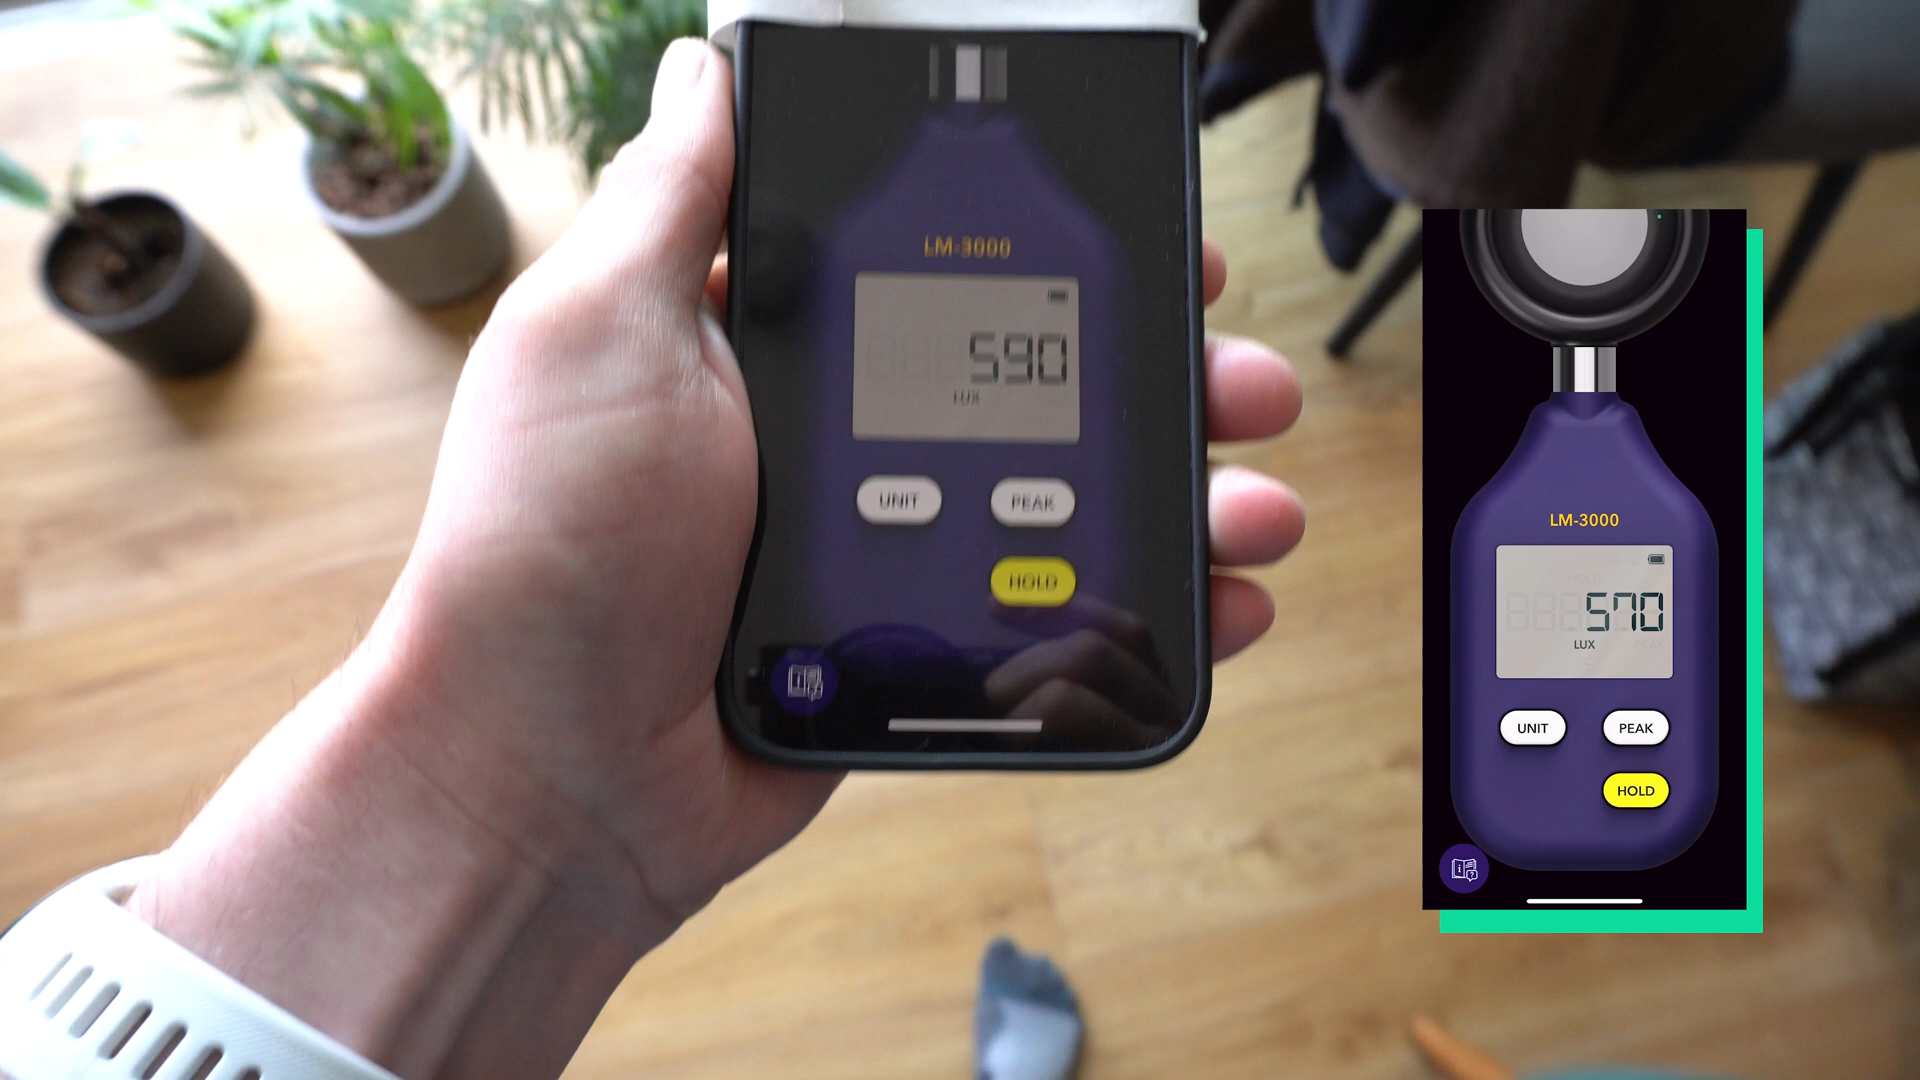 LM-3000
590
LUX
UNIT
PEAK
HOLD
LM-3000
570
LUX
UNIT
PEAK
HOLD